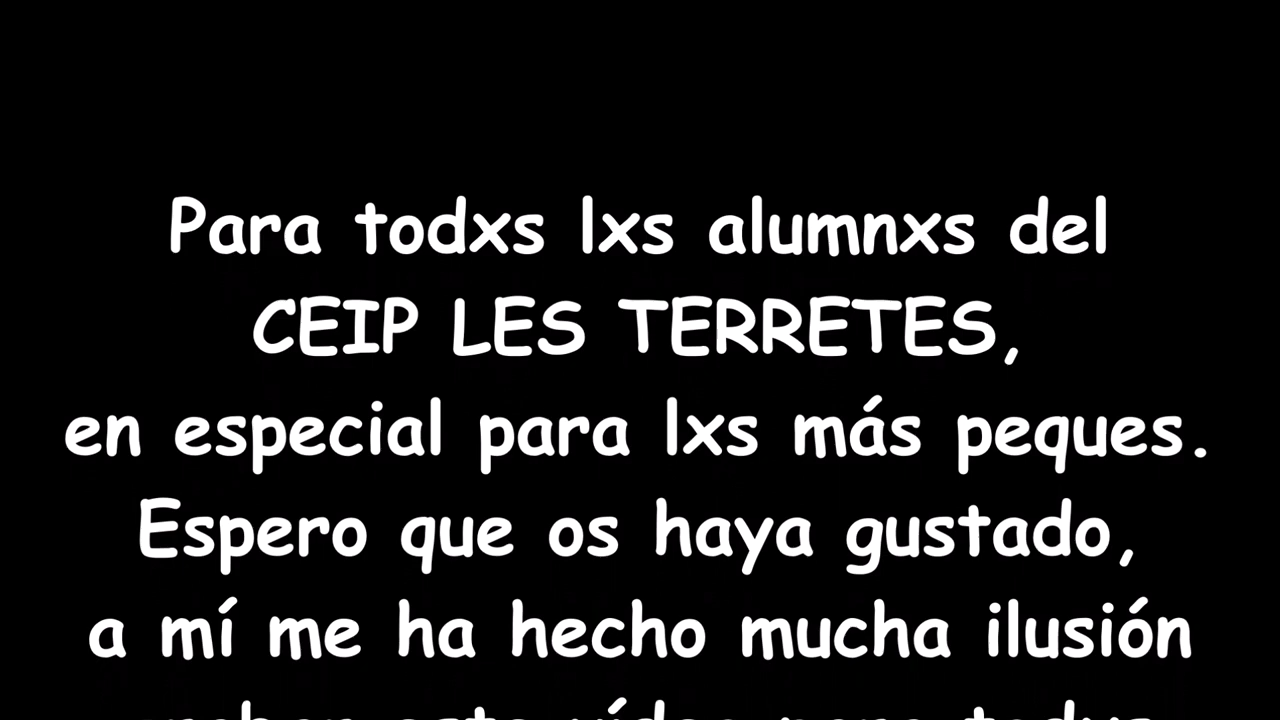 Para todxs lxs alumnxs del
CEIP LES TERRETES,
en especial para lxs más peques.
Espero que os haya gustado,
a mí me ha hecho mucha ilusión